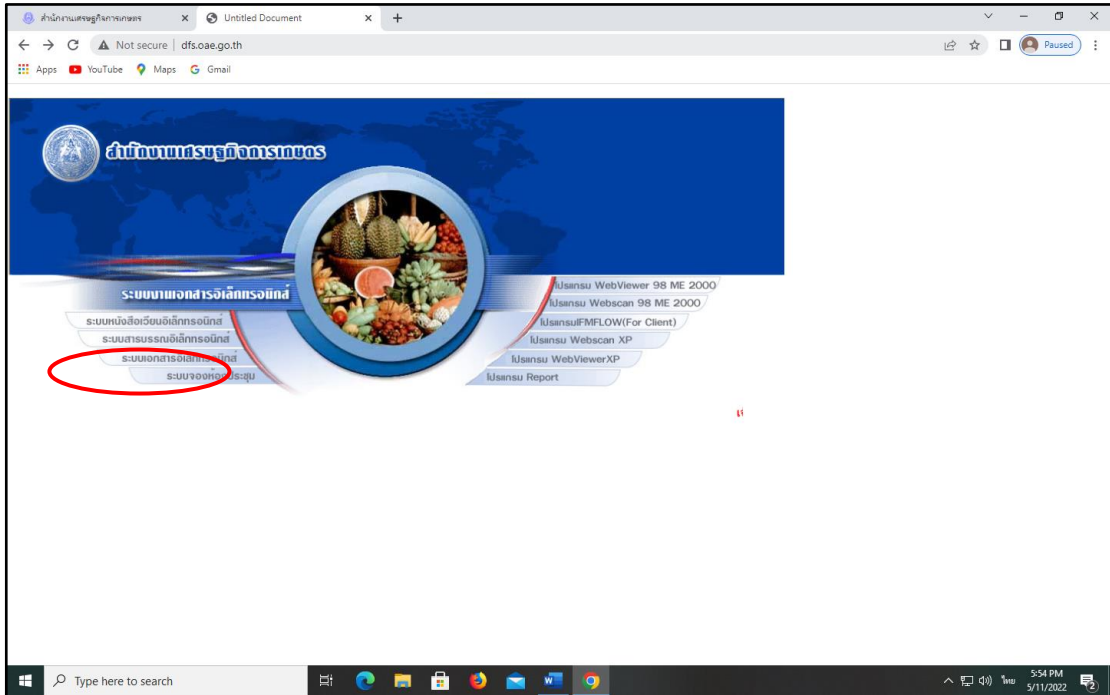 สำนักงานเศรษฐกิจการเกษตร
Untitled Document
Not secure
dfs.oae.go.th
Paused
Apps
YouTube
Maps
Gmail
สำนักงานเศรษฐกิจการเกษตร
ระบบงานเอกสารอิเล็กทรอนิกส์
ระบบหนังสือเวียนอิเล็กทรอนิกส์
ระบบสารบรรณอิเล็กทรอนิกส์
ระบบเอกสารอิเล็กทรอนิกส์
ระบบจองห้องประชุม
โปรแกรม WebViewer 98 ME 2000
โปรแกรม Webscan 98 ME 2000
โปรแกรมIFMFLOW(For Client)
โปรแกรม Webscan XP
โปรแกรม WebViewerXP
โปรแกรม Report
Type here to search
ไทย
5:54 PM
5/11/2022
2